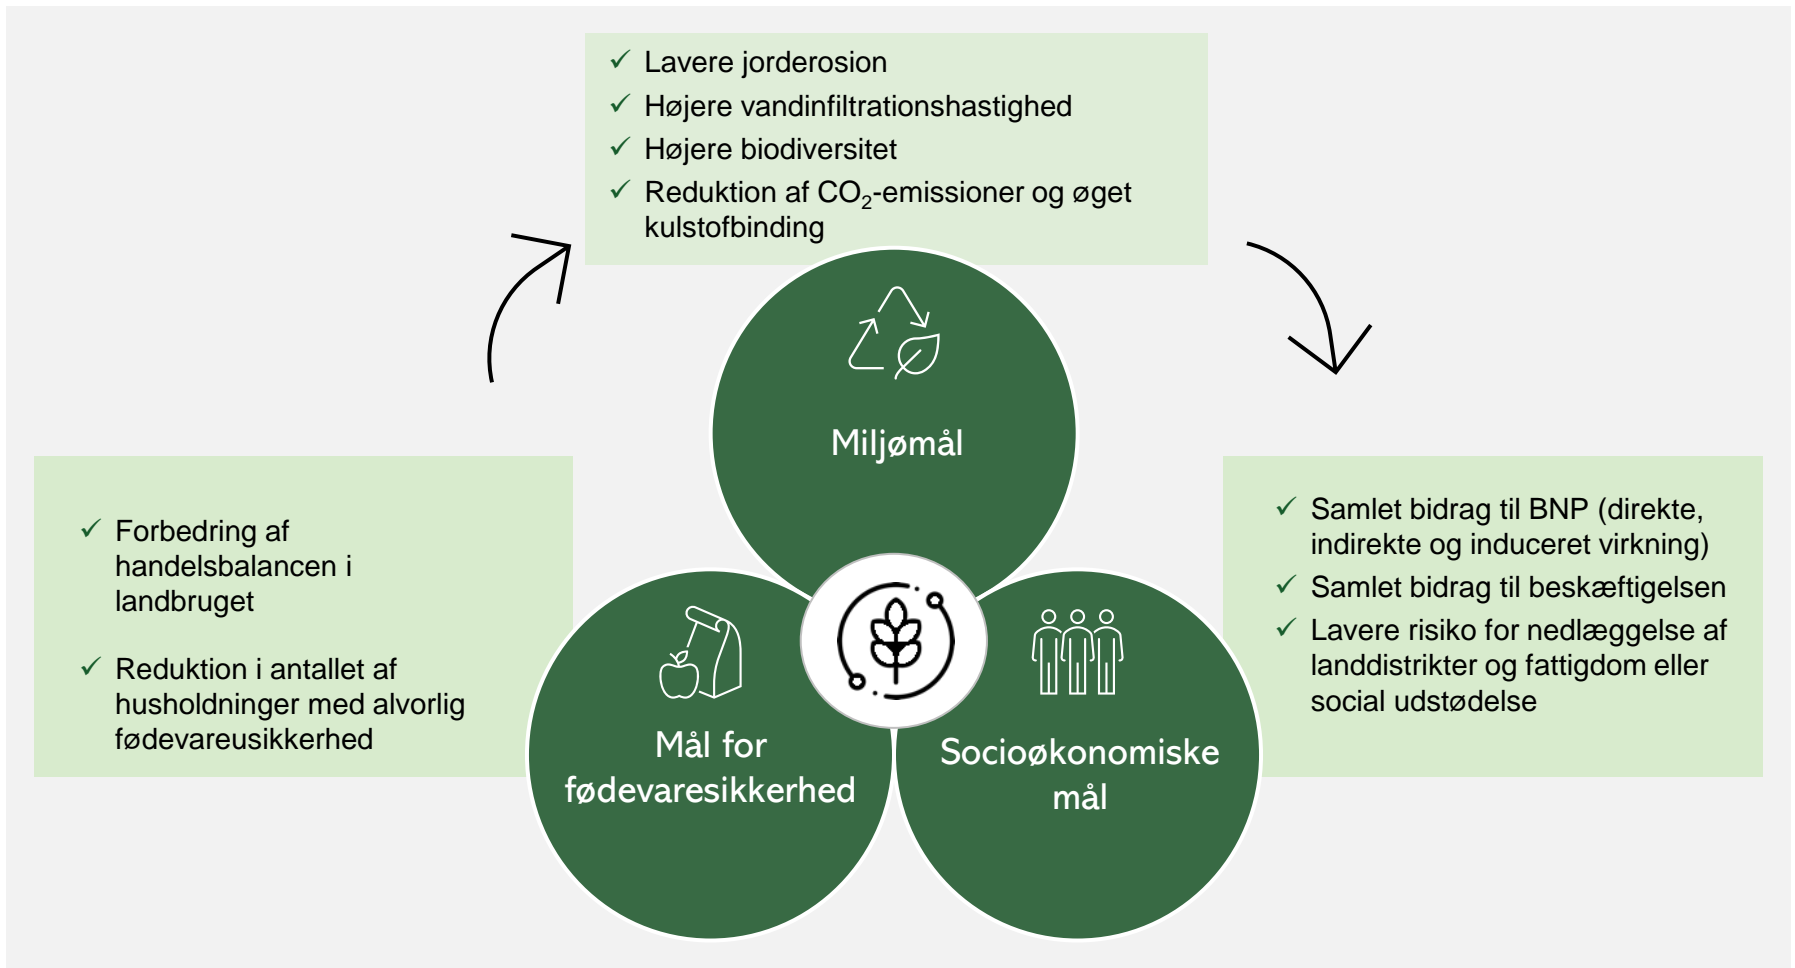 ✓ Lavere jorderosion
✓ Højere vandinfiltrationshastighed
✓ Højere biodiversitet
✓ Reduktion af CO₂-emissioner og øget
kulstofbinding
Miljømål
✓ Forbedring af
handelsbalancen i
landbruget
✓ Reduktion i antallet af
husholdninger med alvorlig
fødevareusikkerhed
Mål for
fødevaresikkerhed
Socioøkonomiske
mål
✓ Samlet bidrag til BNP (direkte,
indirekte og induceret virkning)
✓ Samlet bidrag til beskæftigelsen
✓ Lavere risiko for nedlæggelse af
landdistrikter og fattigdom eller
social udstødelse